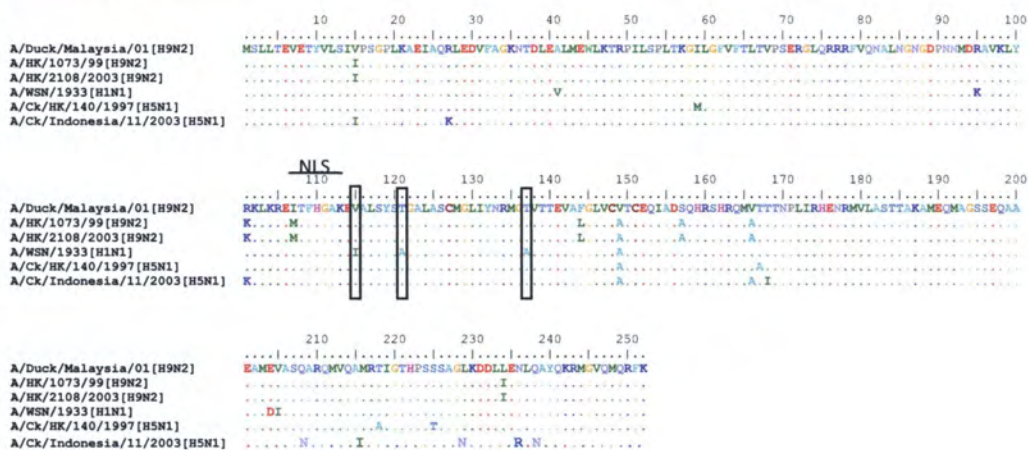 10 20 30 40 50 60 70 80 90 100
A/Duck/Malaysia/01[H9N2] MSLLTEVETYVLSIVPSGPLKAEIAQRLEDVFAGKNTDLEALMEWLKTRPILSPLTKGILGFVFTLTVPSERGLQRRRFVQNALNGNGDPNNMDRAVKLY
A/HK/1073/99[H9N2] ..............I.....................................................................................
A/HK/2108/2003[H9N2] ..............I.....................................................................................
A/WSN/1933[H1N1] ........................................V.....................................................K.....
A/Ck/HK/140/1997[H5N1] ..........................................................M.........................................
A/Ck/Indonesia/11/2003[H5N1] ..............I...........K.........................................................................
NLS
110 120 130 140 150 160 170 180 190 200
A/Duck/Malaysia/01[H9N2] RKLKREITFHGAKEVALSYSTGALASCMGLIYNRMGTVTTEVAFGLVCVTCEQIADSQHRSHRQMVTTTNPLIRHENRMVLASTTAKAMEQMAGSSEQAA
A/HK/1073/99[H9N2] K.....M....................................L....A.......A........A..................................
A/HK/2108/2003[H9N2] K.....M....................................L....A.......A........A..................................
A/WSN/1933[H1N1] ..............I.....A...............A...............................................................
A/Ck/HK/140/1997[H5N1] ................................................A.................A.................................
A/Ck/Indonesia/11/2003[H5N1] K...............................................A................A.I................................
210 220 230 240 250
A/Duck/Malaysia/01[H9N2] EAMEVASQARQMVQAMRTIGTHPSSSAGLKDDLLENLQAYQKRMGVQMQRFK
A/HK/1073/99[H9N2] .................................I..................
A/HK/2108/2003[H9N2] .................................I..................
A/WSN/1933[H1N1] ...DI...............................................
A/Ck/HK/140/1997[H5N1] .................A......T...........................
A/Ck/Indonesia/11/2003[H5N1] .......N.......I............N......R.N..............